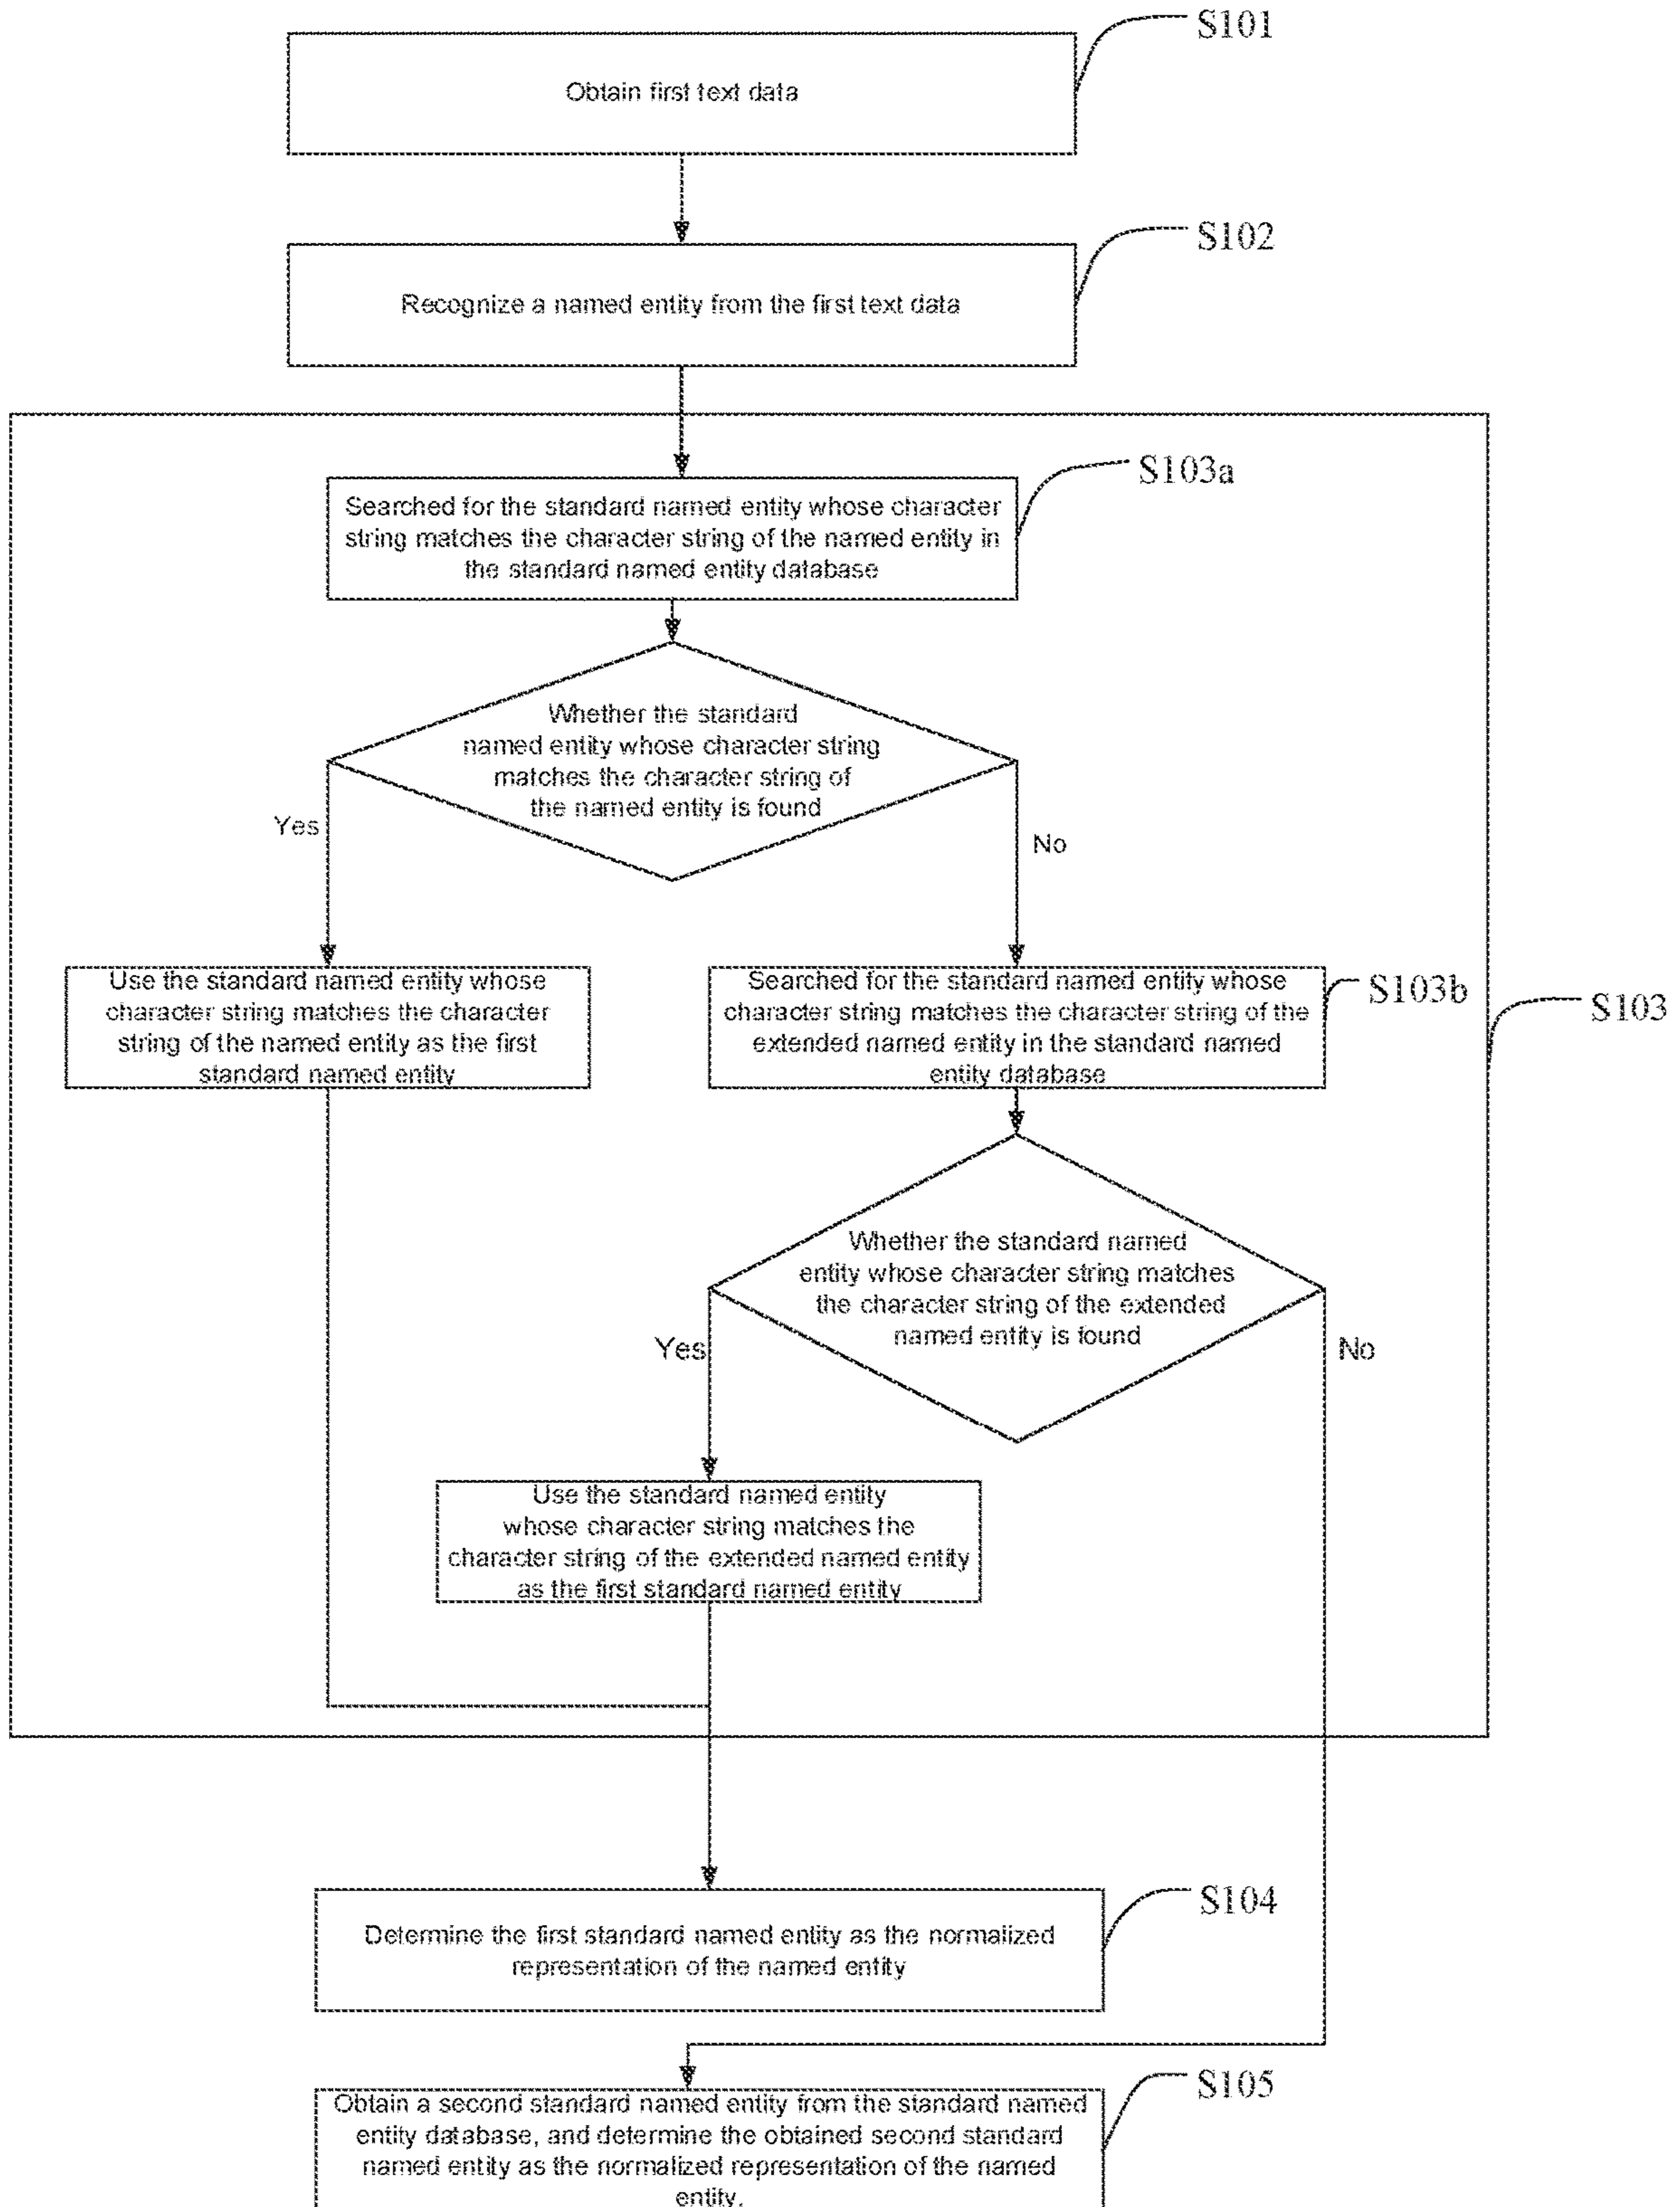 S101
Obtain first text data
S102
Recognize a named entity from the first text data
S103a
Searched for the standard named entity whose character
string matches the character string of the named entity in
the standard named entity database
Whether the standard
named entity whose character string
matches the character string of
the named entity is found
Yes
No
Use the standard named entity whose
character string matches the character
string of the named entity as the first
standard named entity
Searched for the standard named entity whose
character string matches the character string of the
extended named entity in the standard named
entity database
S103b
S103
Whether the standard named
entity whose character string matches
the character string of the extended
named entity is found
Yes
No
Use the standard named entity
whose character string matches the
character string of the extended named entity
as the first standard named entity
S104
Determine the first standard named entity as the normalized
representation of the named entity
S105
Obtain a second standard named entity from the standard named
entity database, and determine the obtained second standard
named entity as the normalized representation of the named
entity.